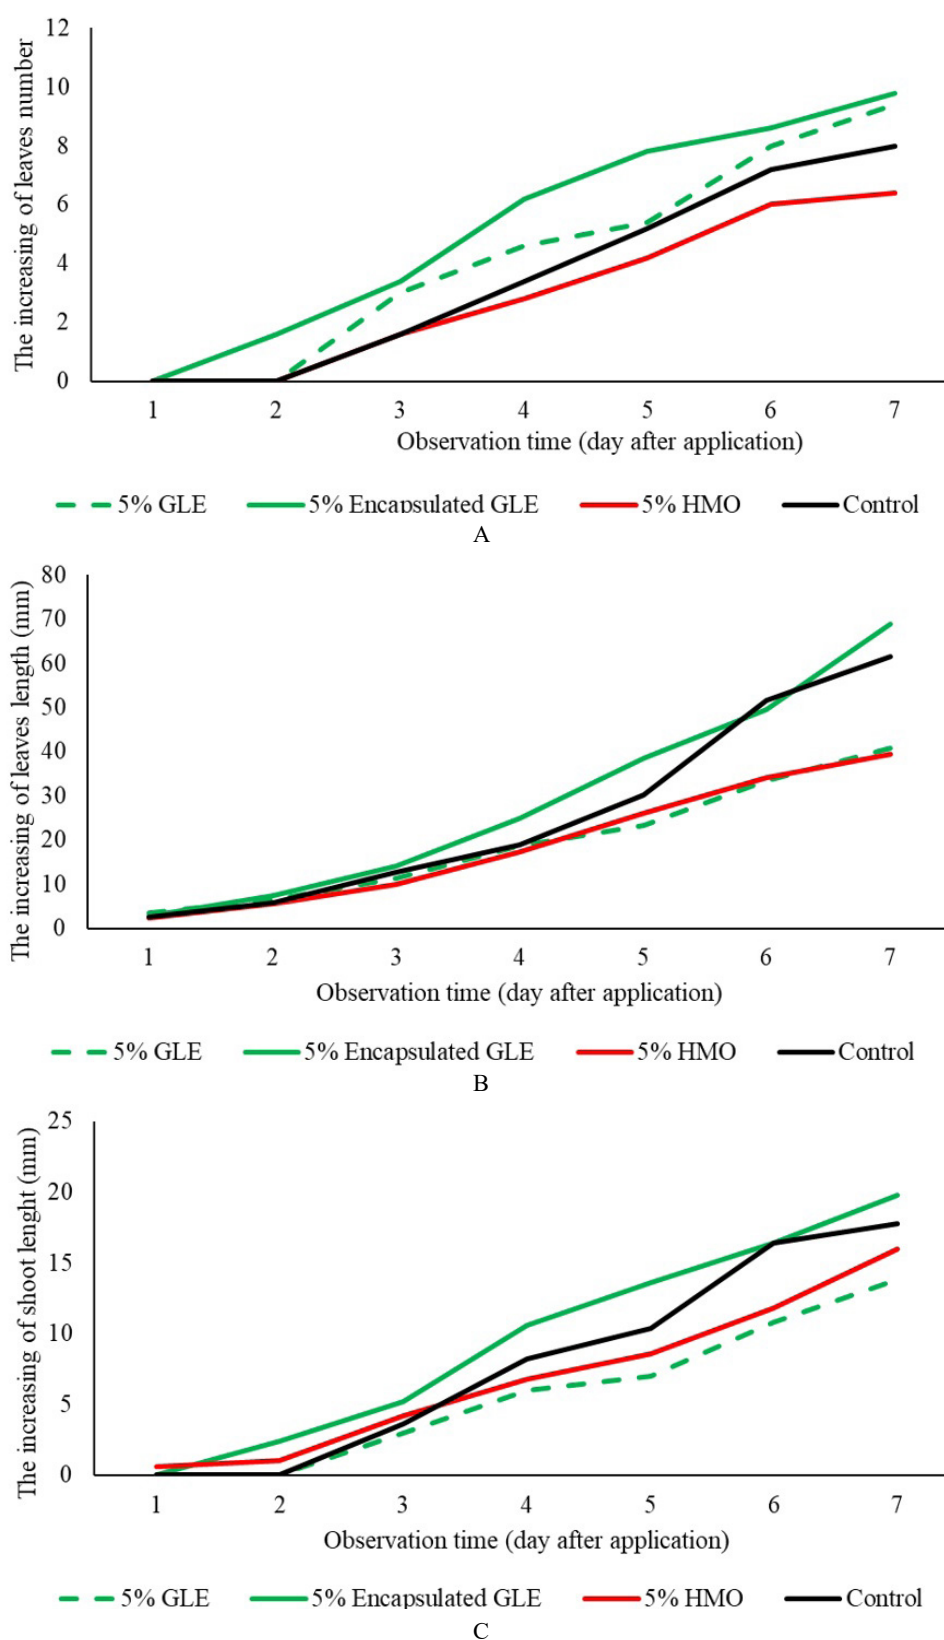 The increasing of leaves number
12
10
8
6
4
2
0
1 2 3 4 5 6 7
Observation time (day after application)
5% GLE 5% Encapsulated GLE 5% HMO Control
A
The increasing of leaves length (mm)
80
70
60
50
40
30
20
10
0
1 2 3 4 5 6 7
Observation time (day after application)
5% GLE 5% Encapsulated GLE 5% HMO Control
B
The increasing of shoot lenght (mm)
25
20
15
10
5
0
1 2 3 4 5 6 7
Observation time (day after application)
5% GLE 5% Encapsulated GLE 5% HMO Control
C